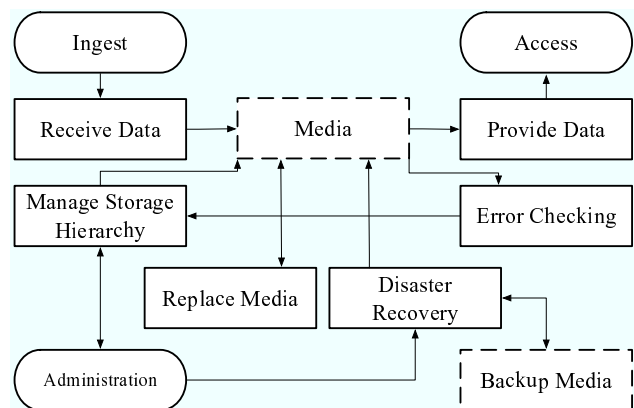 Ingest
Access
Receive Data
Media
Provide Data
Manage Storage
Hierarchy
Error Checking
Replace Media
Disaster
Recovery
Administration
Backup Media